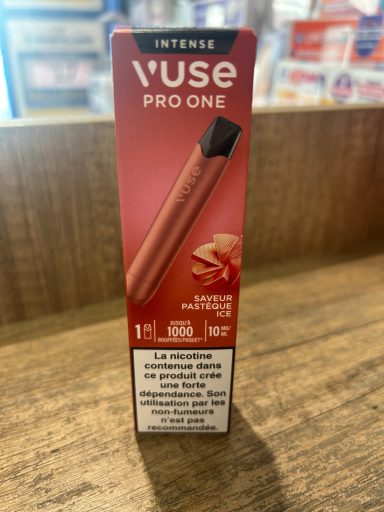 INTENSE
VUSE
PRO ONE
VUSE
SAVEUR
PASTÈQUE
ICE
1
JUSQU'À
1000
BOUFFÉES/PAQUET*
10 MG/
ML
La nicotine
contenue dans
ce produit crée
une forte
dépendance. Son
utilisation par les
non-fumeurs
n'est pas
recommandée.